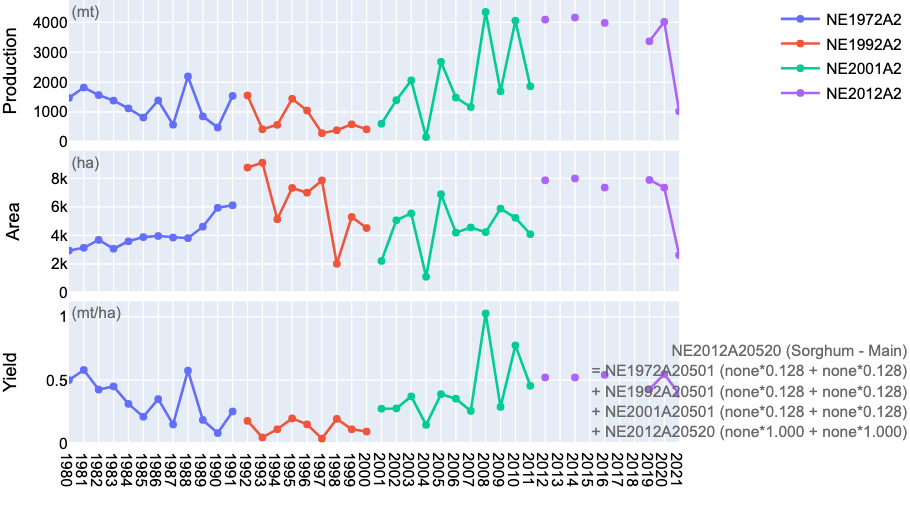 (mt)
Production
4000
3000
2000
1000
0
NE1972A2
NE1992A2
NE2001A2
NE2012A2
(ha)
Area
8k
6k
4k
2k
0
(mt/ha)
Yield
1
0.5
0
NE2012A20520 (Sorghum - Main)
= NE1972A20501 (none*0.128 + none*0.128)
+ NE1992A20501 (none*0.128 + none*0.128)
+ NE2001A20501 (none*0.128 + none*0.128)
+ NE2012A20520 (none*1.000 + none*1.000)
1980
1981
1982
1983
1984
1985
1986
1987
1988
1989
1990
1991
1992
1993
1994
1995
1996
1997
1998
1999
2000
2001
2002
2003
2004
2005
2006
2007
2008
2009
2010
2011
2012
2013
2014
2015
2016
2017
2018
2019
2020
2021